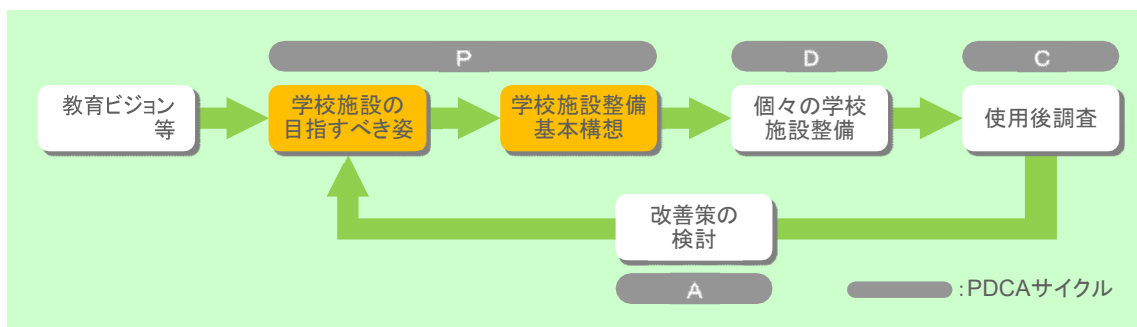 P
D
C
教育ビジョン
等
学校施設の
目指すべき姿
学校施設整備
基本構想
個々の学校
施設整備
使用後調査
改善策の
検討
A
:PDCAサイクル